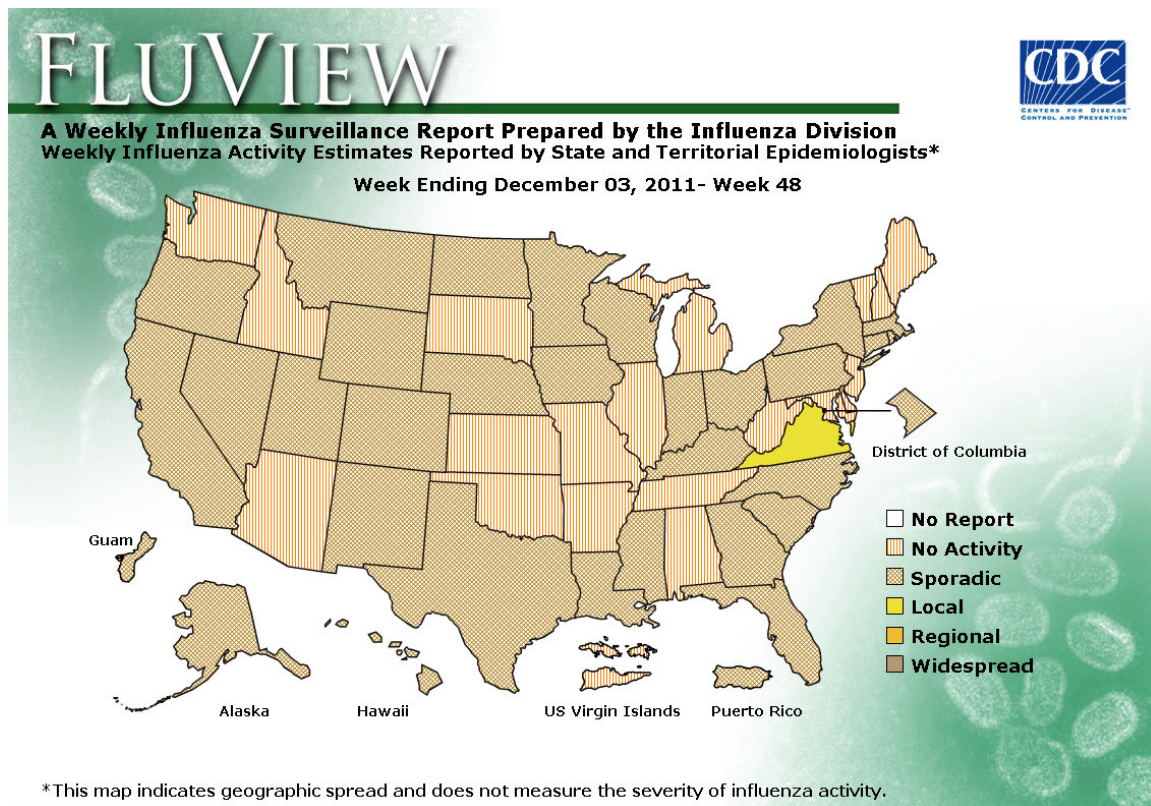 FLUVIEW
CDC
CENTERS FOR DISEASE™
CONTROL AND PREVENTION
A Weekly Influenza Surveillance Report Prepared by the Influenza Division
Weekly Influenza Activity Estimates Reported by State and Territorial Epidemiologists*
Week Ending December 03, 2011- Week 48
District of Columbia
No Report
No Activity
Sporadic
Local
Regional
Widespread
Guam
Alaska
Hawaii
US Virgin Islands
Puerto Rico
*This map indicates geographic spread and does not measure the severity of influenza activity.